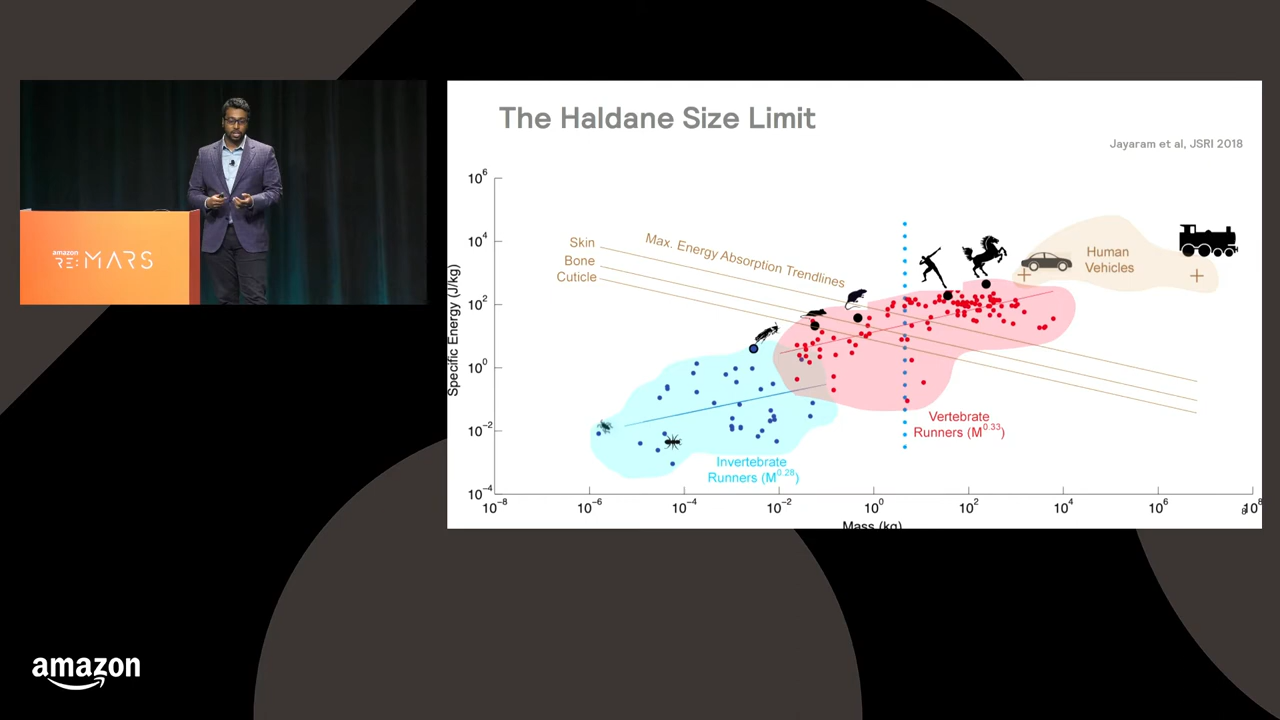 The Haldane Size Limit
Jayaram et al, JSRI 2018
10^6
10^4
10^2
10^0
10^-2
10^-4
Specific Energy (J/kg)
Skin
Bone
Cuticle
Max. Energy Absorption Trendlines
Human
Vehicles
Vertebrate
Runners (M^0.33)
Invertebrate
Runners (M^0.28)
10^-8
10^-6
10^-4
10^-2
10^0
10^2
10^4
10^6
10^8
8
Mass (kg)
amazon
RE:MARS
amazon